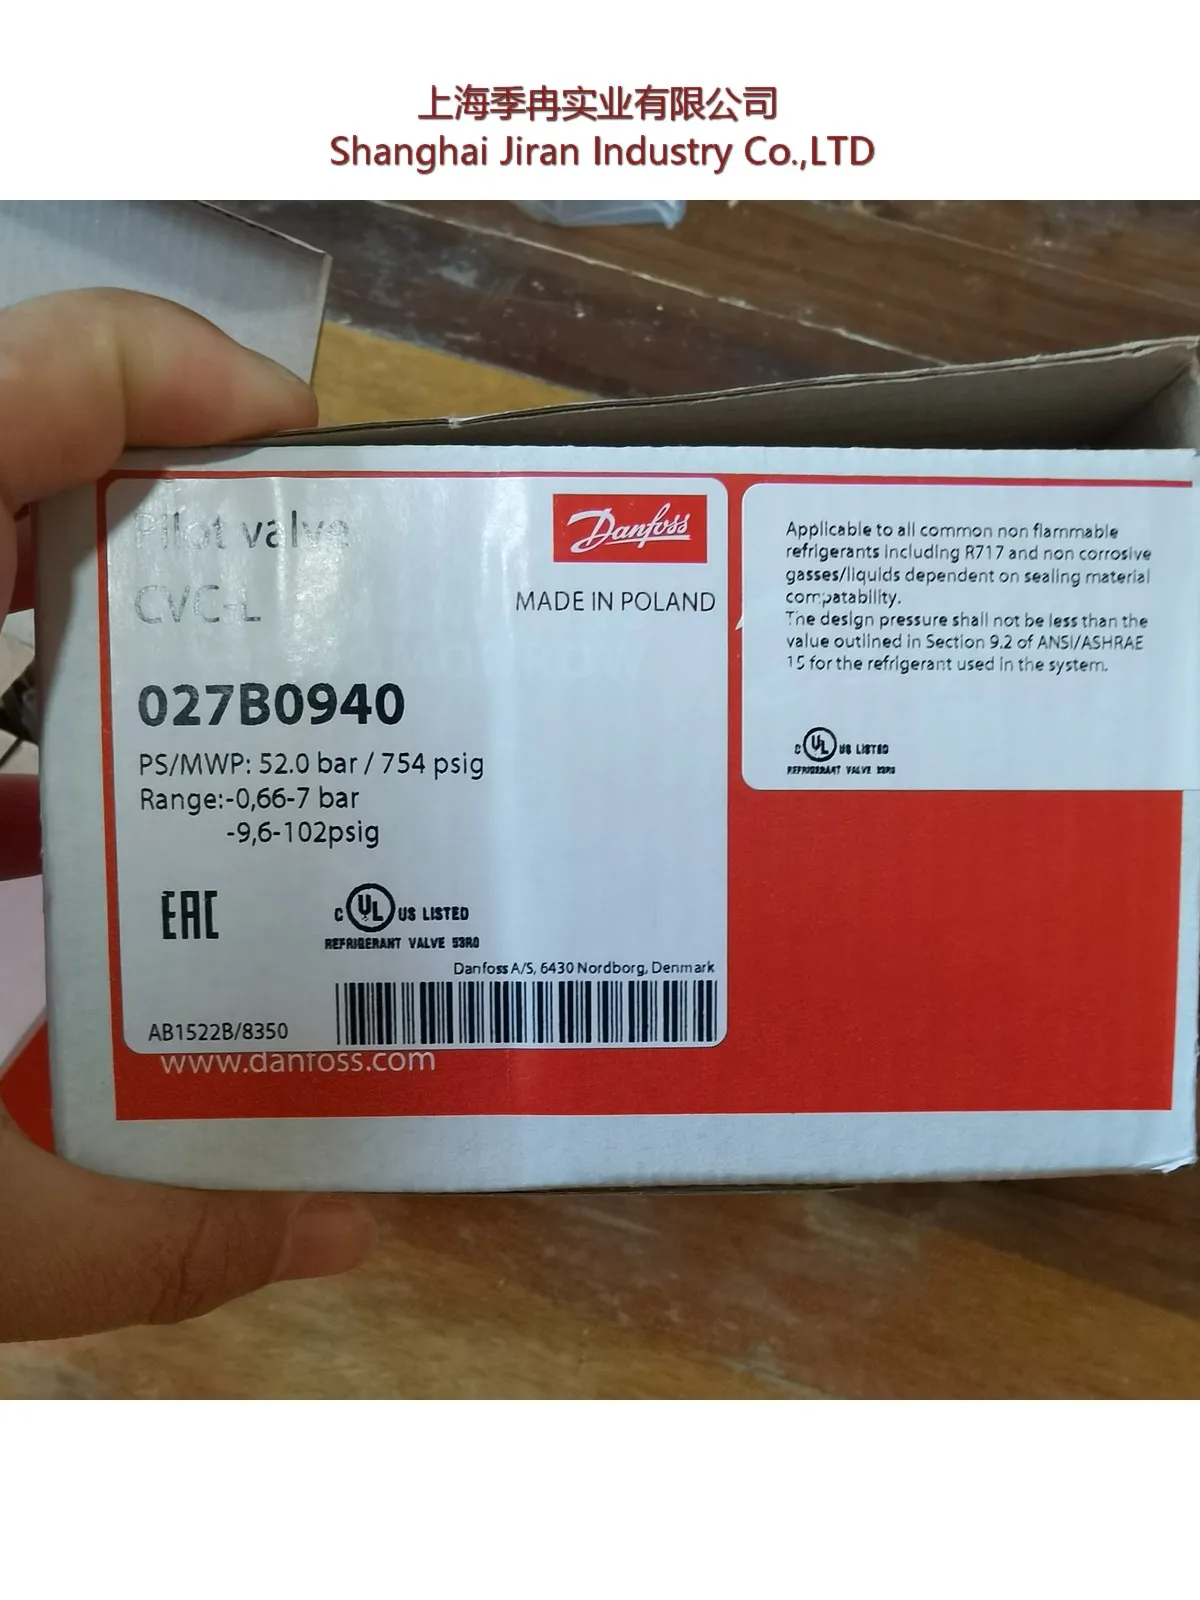 上海季冉实业有限公司
Shanghai Jiran Industry Co.,LTD
Pilot valve
CVC-L
Danfoss
MADE IN POLAND
027B0940
PS/MWP: 52.0 bar / 754 psig
Range:-0,66-7 bar
-9,6-102psig
EAC
C UL US LISTED
REFRIGERANT VALVE 53R0
Danfoss A/S, 6430 Nordborg, Denmark
AB1522B/8350
www.danfoss.com
Applicable to all common non flammable
refrigerants including R717 and non corrosive
gasses/liquids dependent on sealing material
compatability.
The design pressure shall not be less than the
value outlined in Section 9.2 of ANSI/ASHRAE
15 for the refrigerant used in the system.
C UL US LISTED
REFRIGERANT VALVE